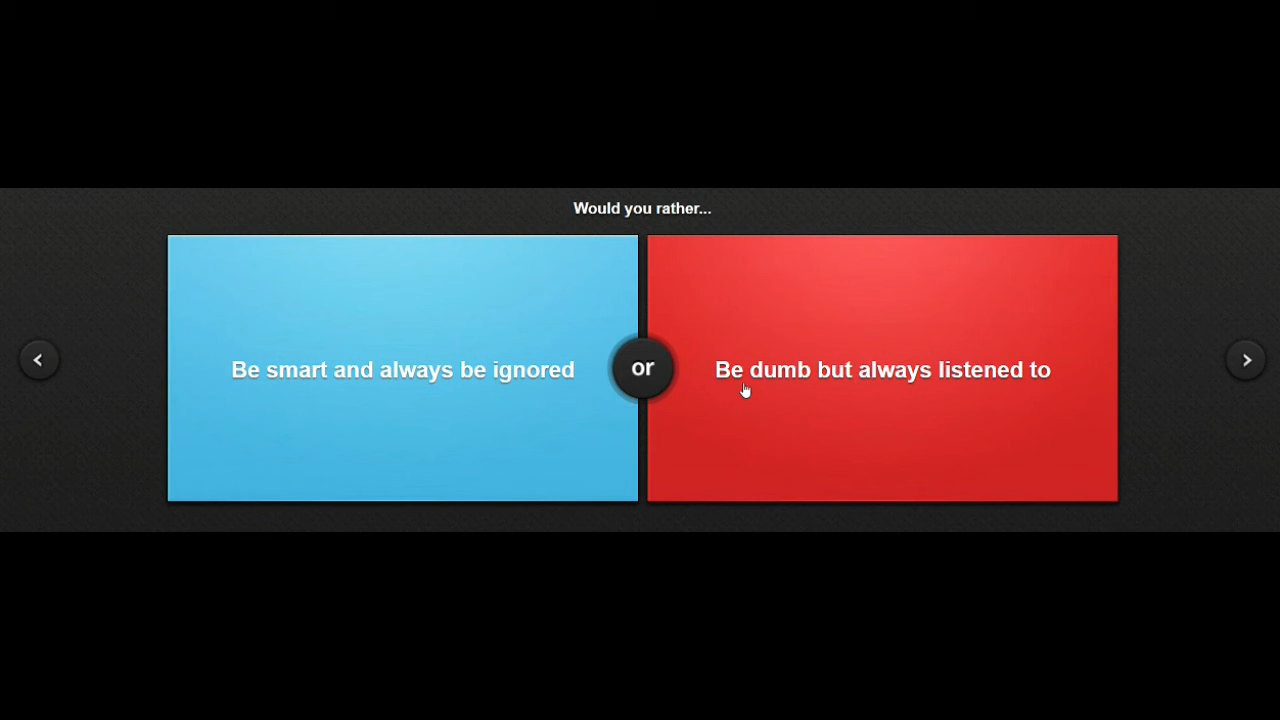 Would you rather...
Be smart and always be ignored
or
Be dumb but always listened to